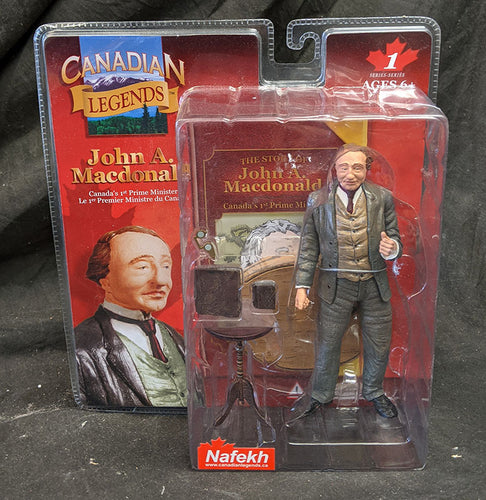 CANADIAN
LEGENDS
John A.
Macdonald
Canada's 1st Prime Minister
Le 1er Premier Ministre du Cana
1
SERIES-SERIES
AGES 6+
THE STORY OF
John A.
Macdonald
Canada's 1st Prime Mi
Nafekh
www.canadianlegends.ca